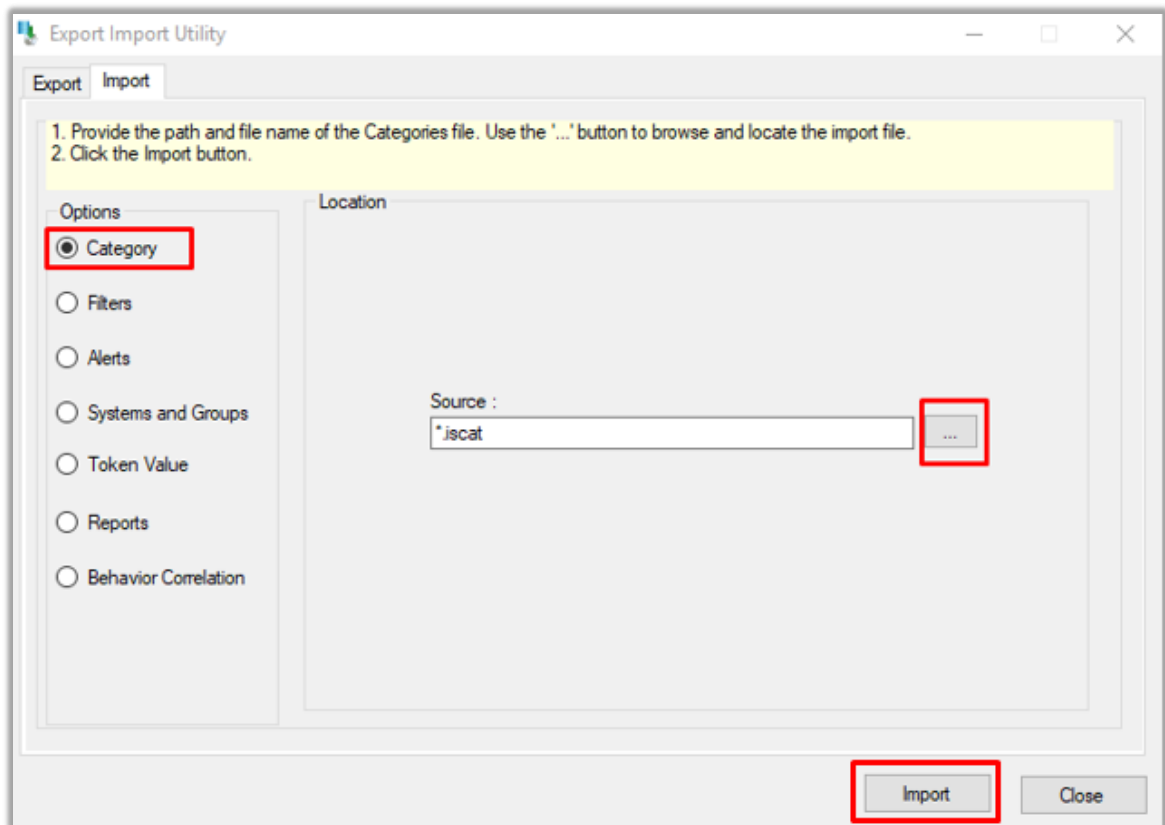 Export Import Utility
Export Import
1. Provide the path and file name of the Categories file. Use the '...' button to browse and locate the import file.
2. Click the Import button.
Options
Location
Category
Filters
Alerts
Systems and Groups
Token Value
Reports
Behavior Correlation
Source :
*.iscat
...
Import
Close